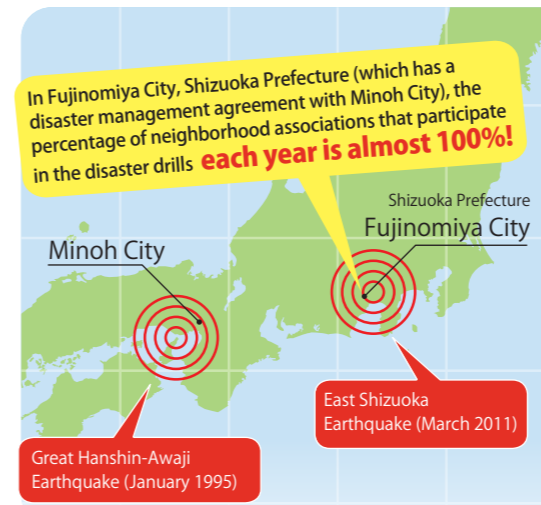 In Fujinomiya City, Shizuoka Prefecture (which has a
disaster management agreement with Minoh City), the
percentage of neighborhood associations that participate
in the disaster drills each year is almost 100%!
Shizuoka Prefecture
Fujinomiya City
Minoh City
East Shizuoka
Earthquake (March 2011)
Great Hanshin-Awaji
Earthquake (January 1995)